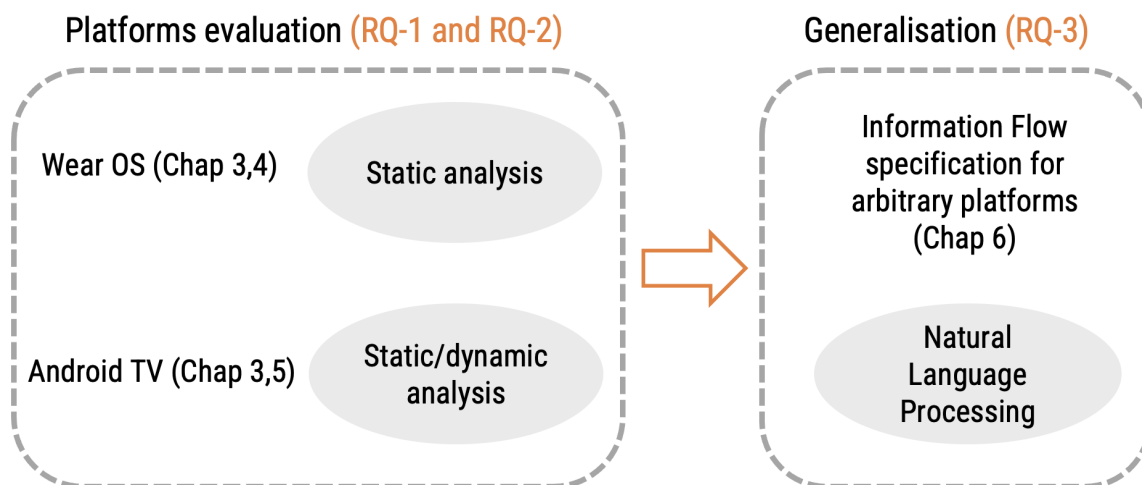 Platforms evaluation (RQ-1 and RQ-2)
Wear OS (Chap 3,4)
Static analysis
Android TV (Chap 3,5)
Static/dynamic
analysis
Generalisation (RQ-3)
Information Flow
specification for
arbitrary platforms
(Chap 6)
Natural
Language
Processing